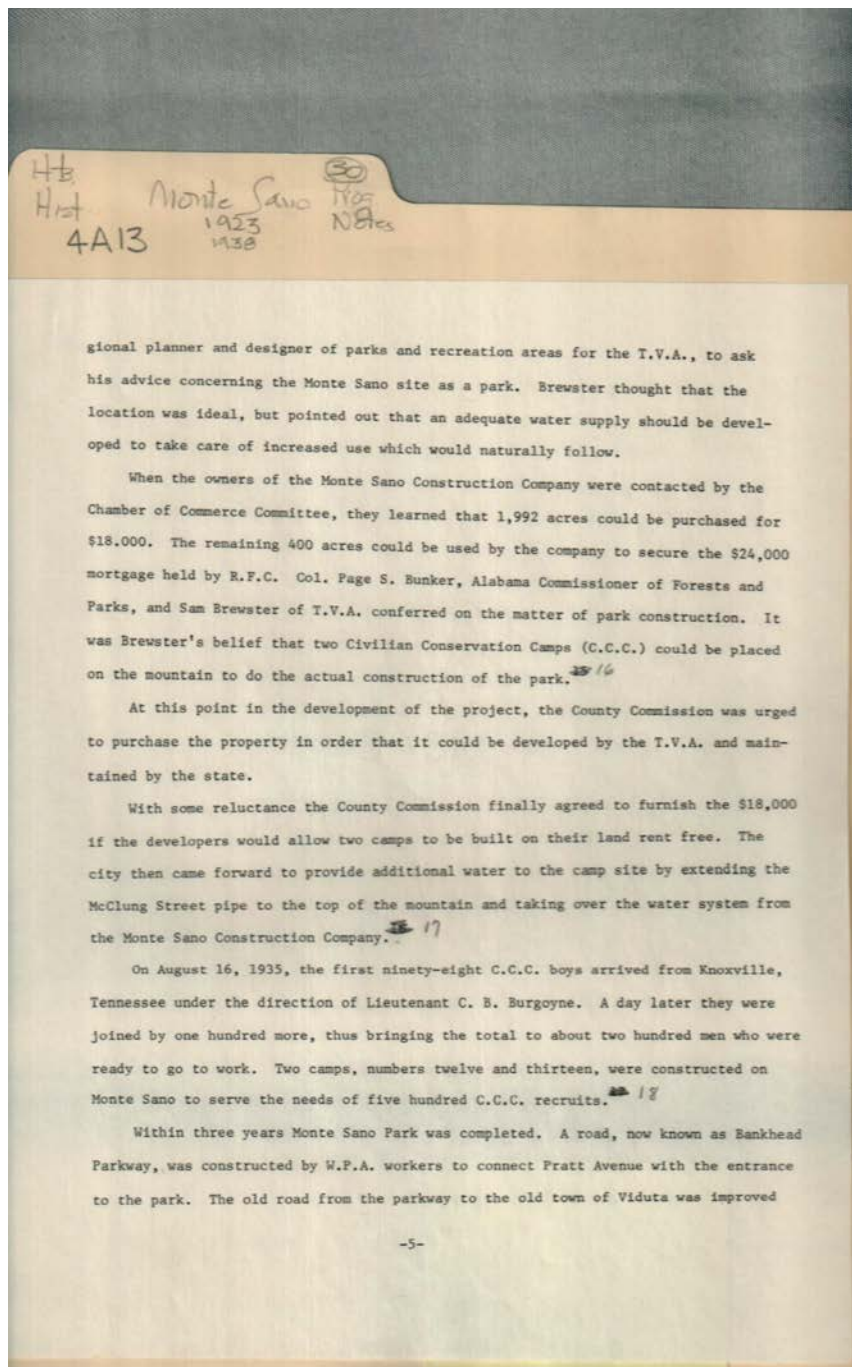 Htb.
Hist
4A13
Monte Sano
1923
1938
30
Notes
gional planner and designer of parks and recreation areas for the T.V.A., to ask
his advice concerning the Monte Sano site as a park. Brewster thought that the
location was ideal, but pointed out that an adequate water supply should be devel-
oped to take care of increased use which would naturally follow.
When the owners of the Monte Sano Construction Company were contacted by the
Chamber of Commerce Committee, they learned that 1,992 acres could be purchased for
$18.000. The remaining 400 acres could be used by the company to secure the $24,000
mortgage held by R.F.C. Col. Page S. Bunker, Alabama Commissioner of Forests and
Parks, and Sam Brewster of T.V.A. conferred on the matter of park construction. It
was Brewster's belief that two Civilian Conservation Camps (C.C.C.) could be placed
on the mountain to do the actual construction of the park. 16
At this point in the development of the project, the County Commission was urged
to purchase the property in order that it could be developed by the T.V.A. and main-
tained by the state.
With some reluctance the County Commission finally agreed to furnish the $18,000
if the developers would allow two camps to be built on their land rent free. The
city then came forward to provide additional water to the camp site by extending the
McClung Street pipe to the top of the mountain and taking over the water system from
the Monte Sano Construction Company. 17
On August 16, 1935, the first ninety-eight C.C.C. boys arrived from Knoxville,
Tennessee under the direction of Lieutenant C. B. Burgoyne. A day later they were
joined by one hundred more, thus bringing the total to about two hundred men who were
ready to go to work. Two camps, numbers twelve and thirteen, were constructed on
Monte Sano to serve the needs of five hundred C.C.C. recruits. 18
Within three years Monte Sano Park was completed. A road, now known as Bankhead
Parkway, was constructed by W.P.A. workers to connect Pratt Avenue with the entrance
to the park. The old road from the parkway to the old town of Viduta was improved
-5-